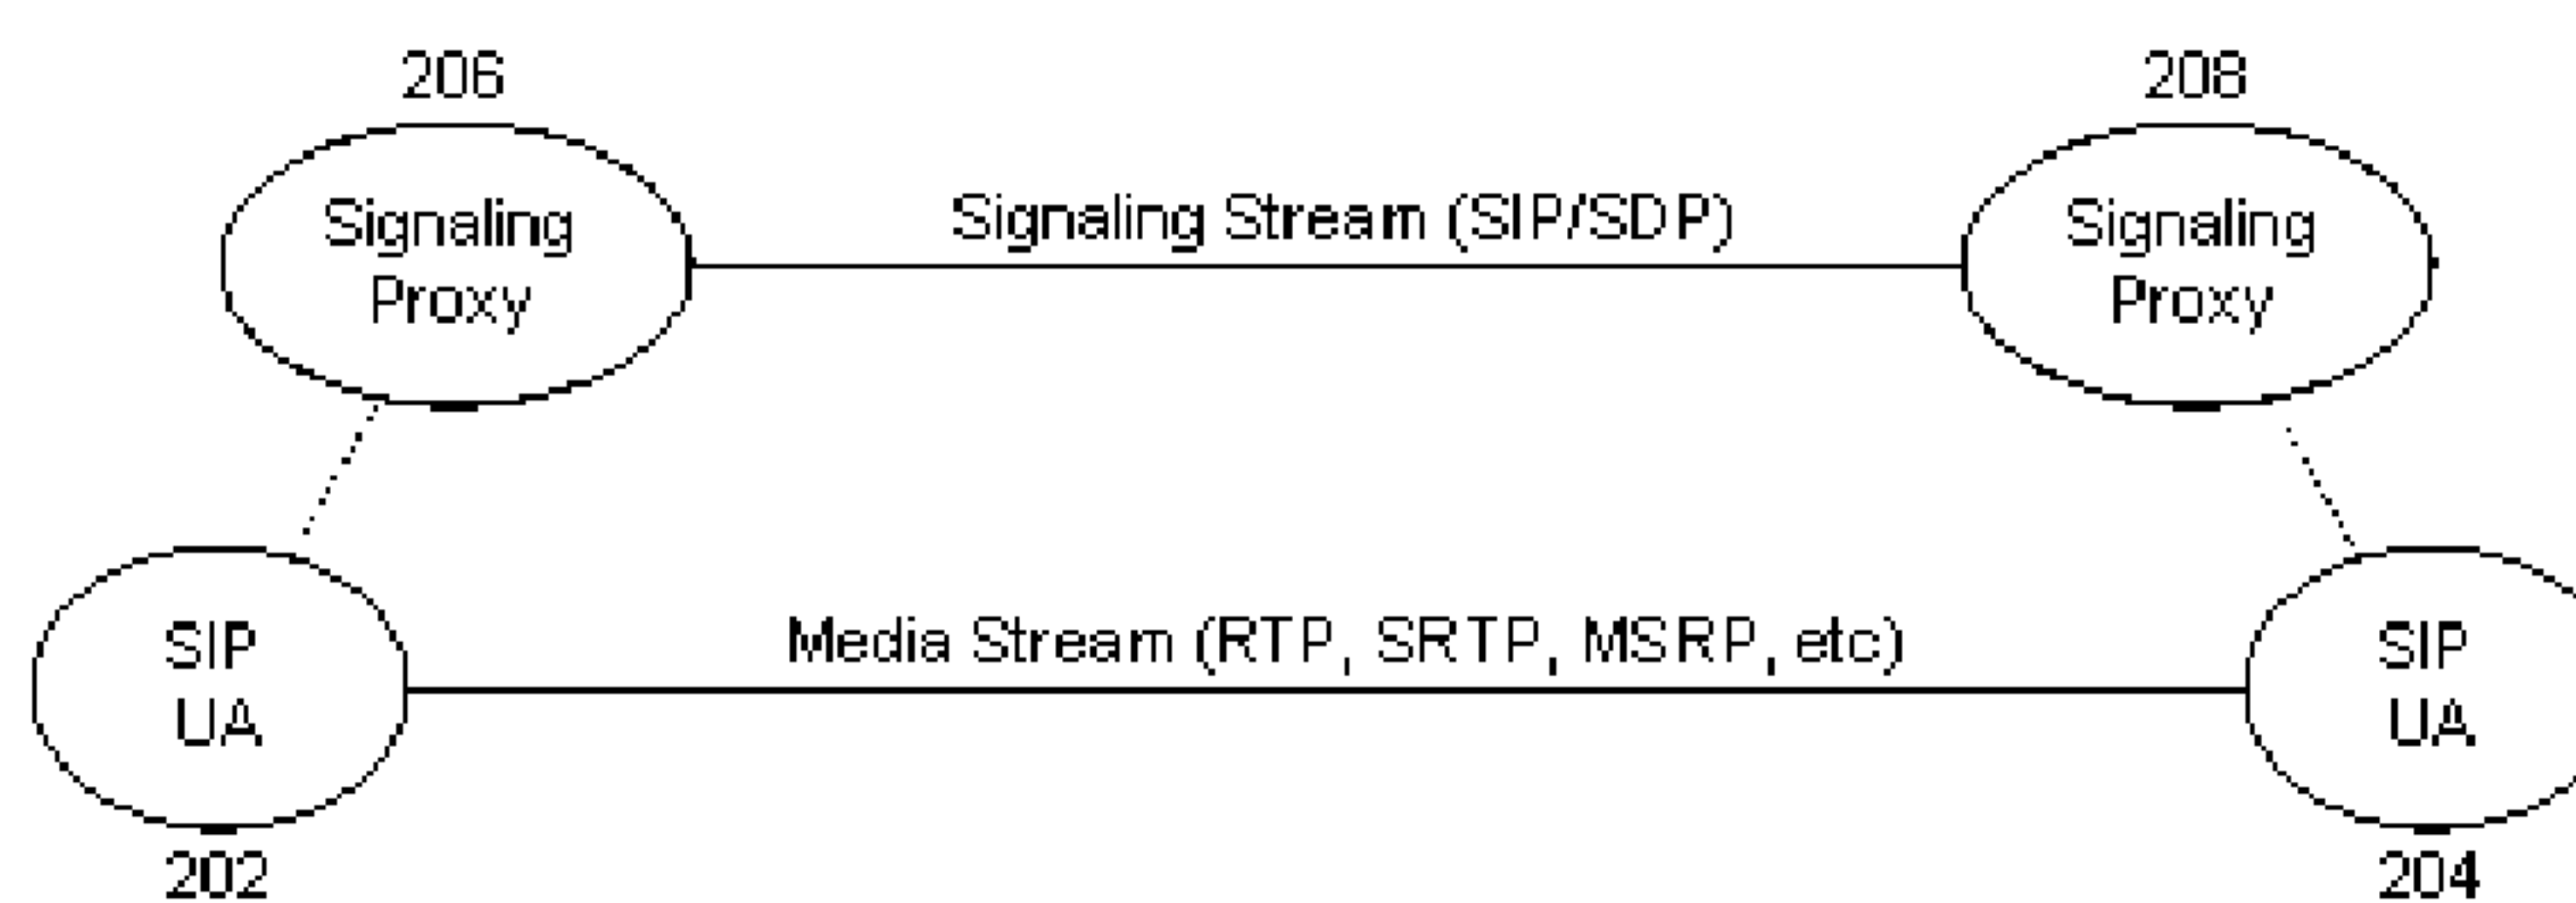 206
208
Signaling
Proxy
Signaling Stream (SIP/SDP)
Signaling
Proxy
SIP
UA
Media Stream (RTP, SRTP, MSRP, etc)
SIP
UA
202
204